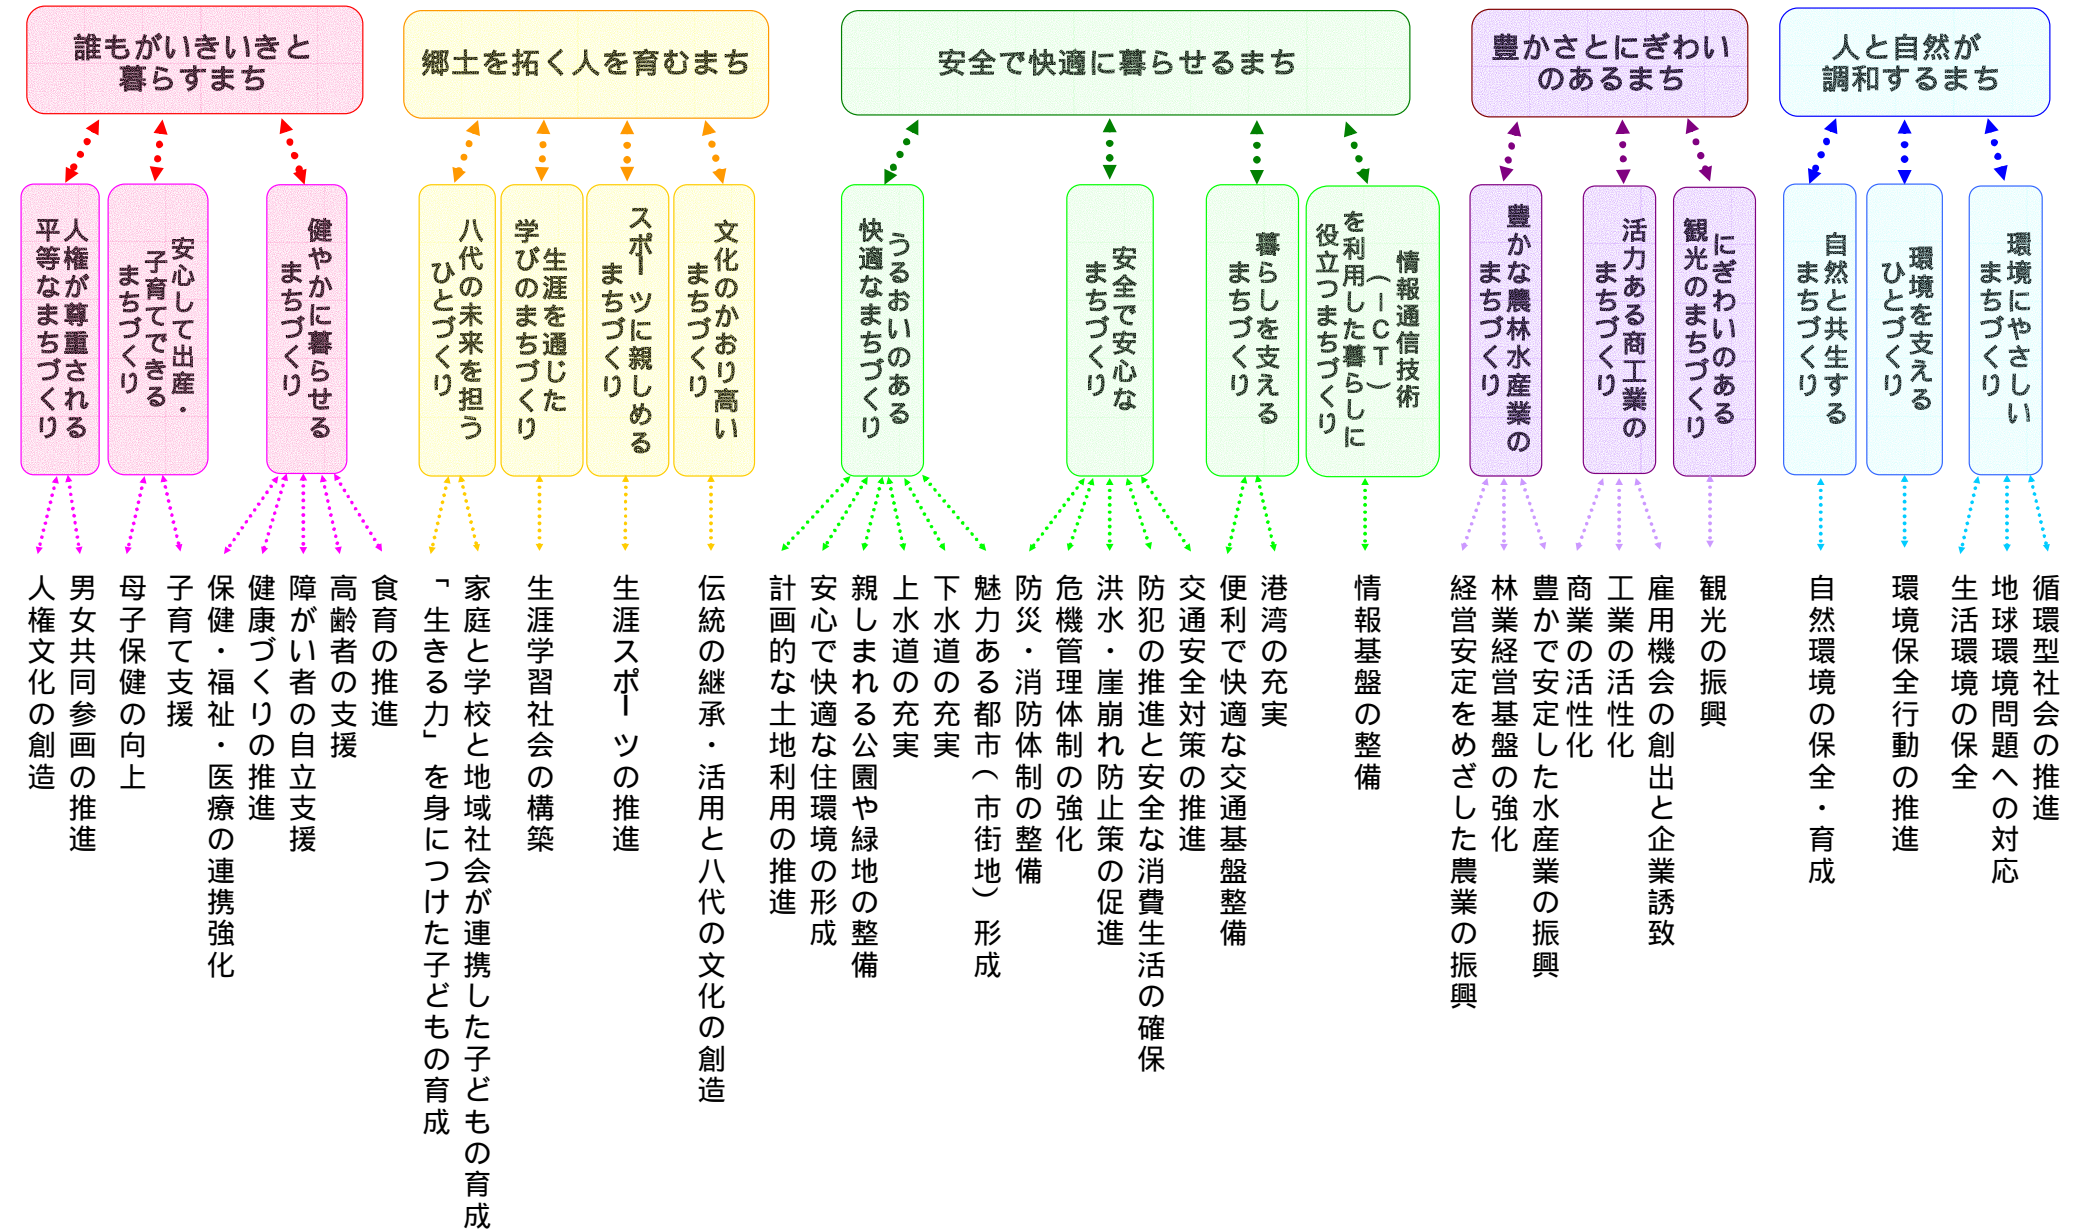 誰もがいきいきと
暮らすまち
郷土を拓く人を育むまち
安全で快適に暮らせるまち
豊かさとにぎわい
のあるまち
人と自然が
調和するまち
人権が尊重される
平等なまちづくり
安心して出産・
子育てできる
まちづくり
健やかに暮らせる
まちづくり
八代の未来を担う
ひとづくり
生涯を通じた
学びのまちづくり
スポーツに親しめる
まちづくり
文化のかおり高い
まちづくり
うるおいのある
快適なまちづくり
安全で安心な
まちづくり
暮らしを支える
まちづくり
情報通信技術
（ＩＣＴ）
を利用した暮らしに
役立つまちづくり
豊かな農林水産業の
まちづくり
活力ある商工業の
まちづくり
にぎわいのある
観光のまちづくり
自然と共生する
まちづくり
環境を支える
ひとづくり
環境にやさしい
まちづくり
人権文化の創造
男女共同参画の推進
母子保健の向上
子育て支援
保健・福祉・医療の連携強化
健康づくりの推進
障がい者の自立支援
高齢者の支援
食育の推進
「生きる力」を身につけた子どもの育成
家庭と学校と地域社会が連携した子どもの育成
生涯学習社会の構築
生涯スポーツの推進
伝統の継承・活用と八代の文化の創造
計画的な土地利用の推進
安心で快適な住環境の形成
親しまれる公園や緑地の整備
上水道の充実
下水道の充実
魅力ある都市（市街地）形成
防災・消防体制の整備
危機管理体制の強化
洪水・崖崩れ防止策の促進
防犯の推進と安全な消費生活の確保
交通安全対策の推進
便利で快適な交通基盤整備
港湾の充実
情報基盤の整備
経営安定をめざした農業の振興
林業経営基盤の強化
豊かで安定した水産業の振興
商業の活性化
工業の活性化
雇用機会の創出と企業誘致
観光の振興
自然環境の保全・育成
環境保全行動の推進
生活環境の保全
地球環境問題への対応
循環型社会の推進